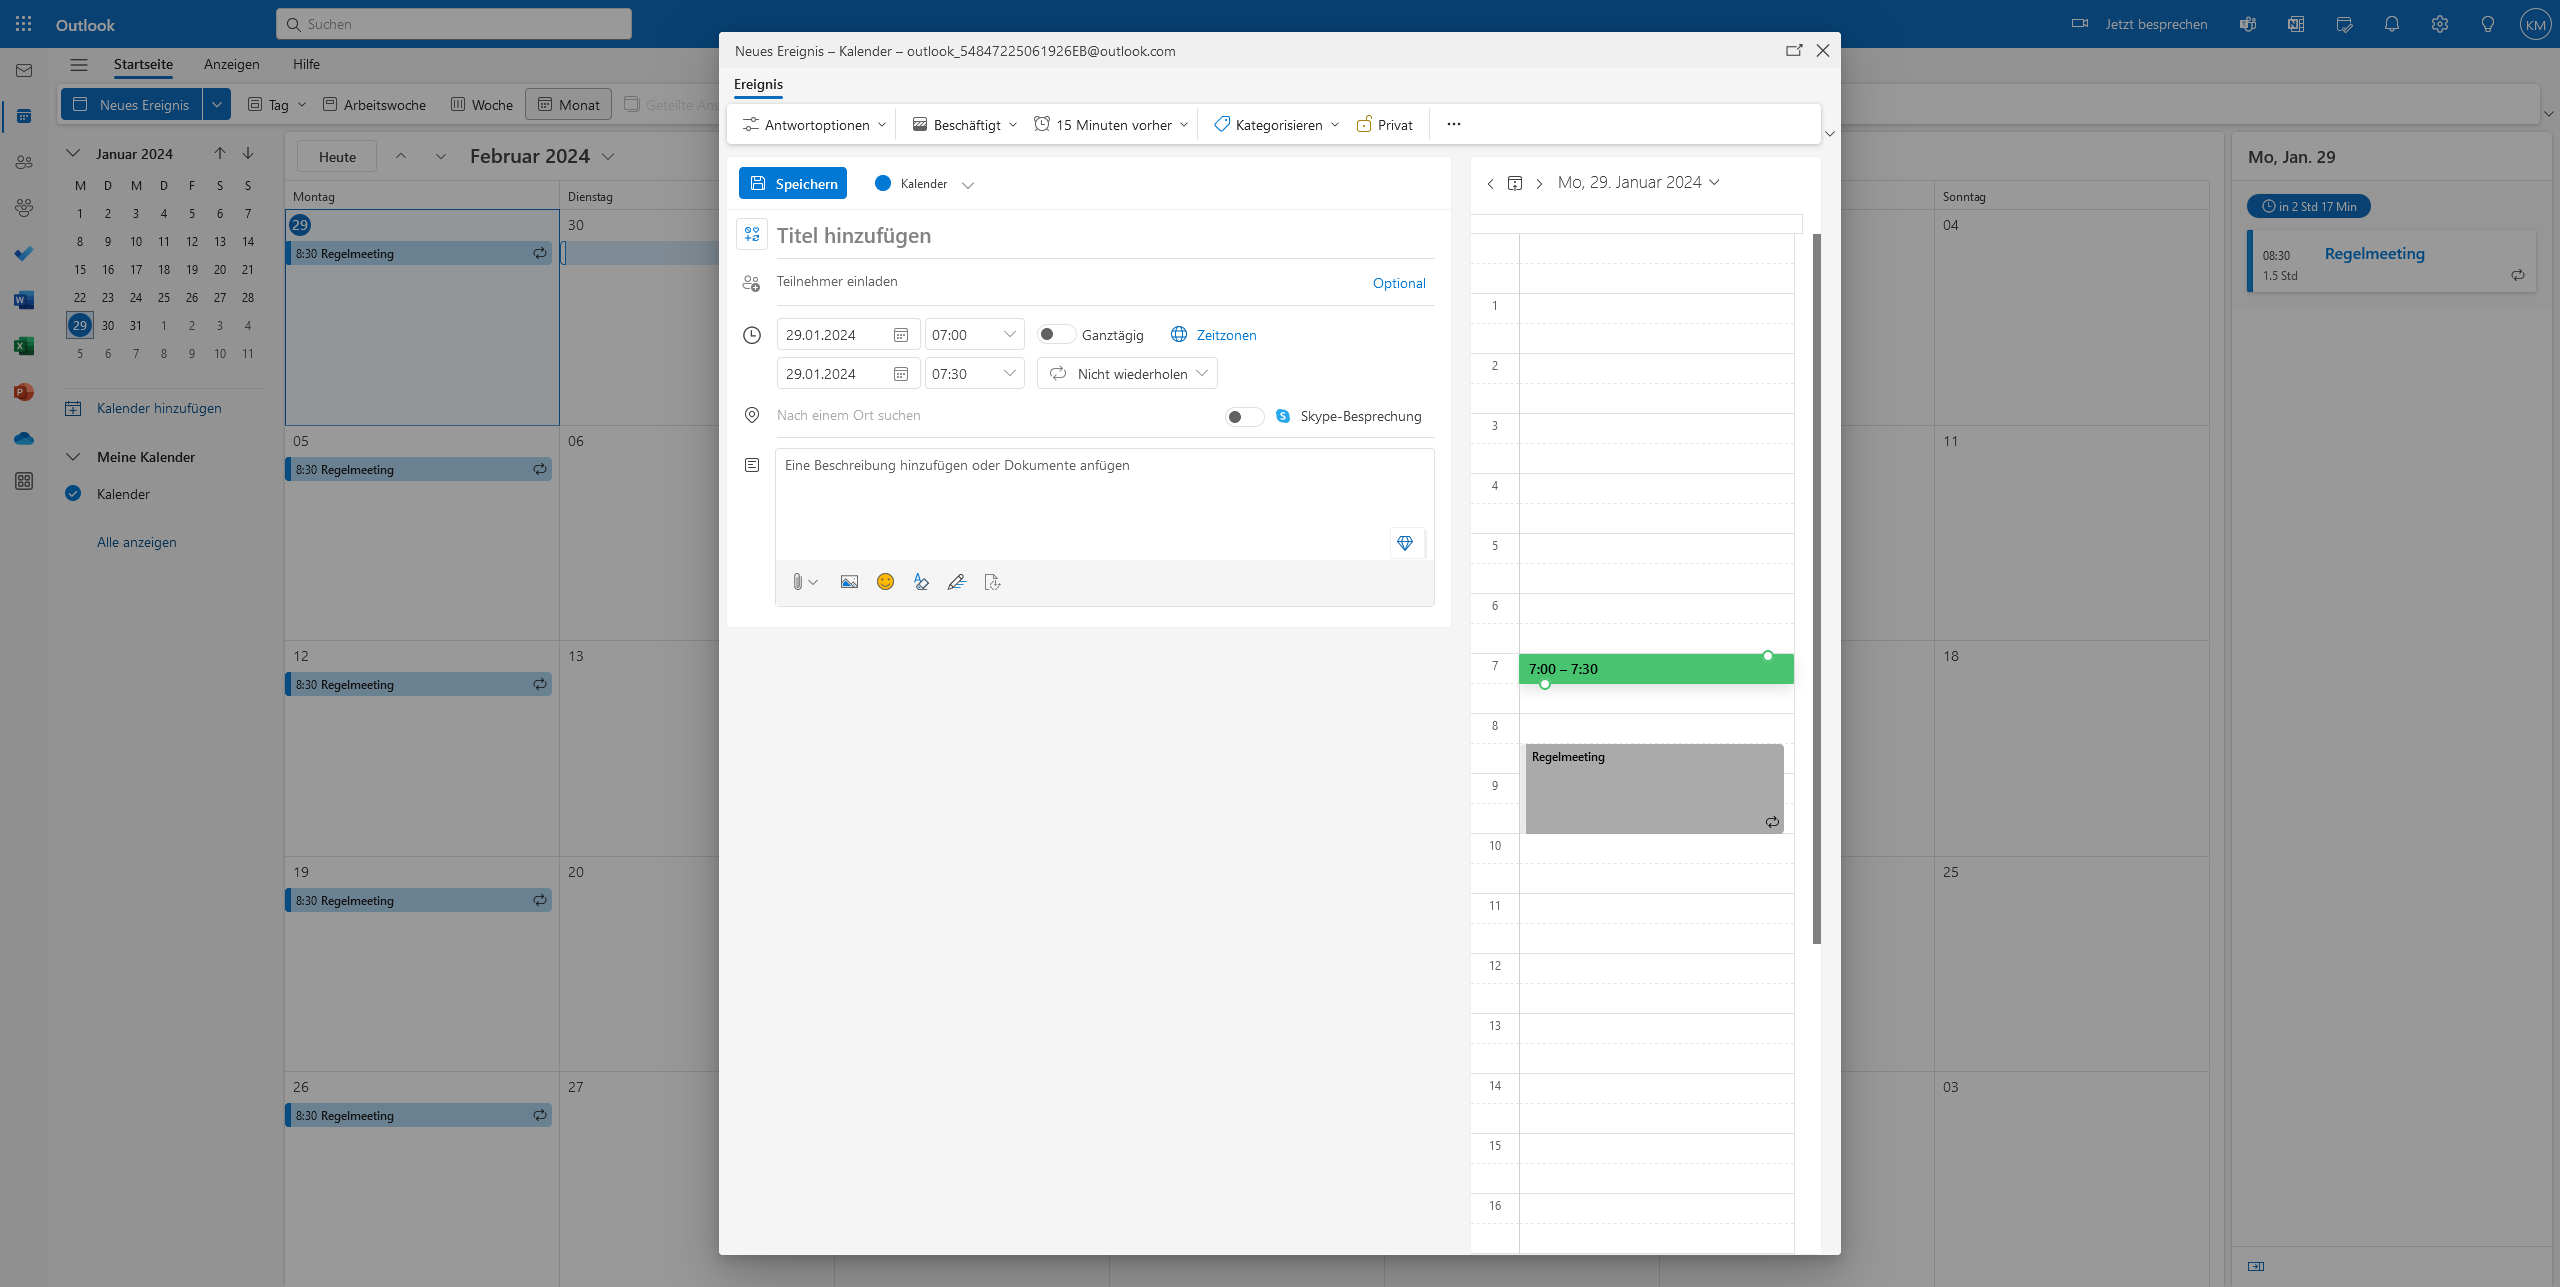 Outlook
Suchen
Jetzt besprechen
KM
Startseite
Anzeigen
Hilfe
Neues Ereignis
Tag
Arbeitswoche
Woche
Monat
Geteilte Ans
Januar 2024
M D M D F S S
1 2 3 4 5 6 7
8 9 10 11 12 13 14
15 16 17 18 19 20 21
22 23 24 25 26 27 28
29 30 31 1 2 3 4
5 6 7 8 9 10 11
Kalender hinzufügen
Meine Kalender
Kalender
Alle anzeigen
Heute
Februar 2024
Montag
Dienstag
Sonntag
29
30
04
8:30 Regelmeeting
05
06
11
8:30 Regelmeeting
12
13
18
8:30 Regelmeeting
19
20
25
8:30 Regelmeeting
26
27
03
8:30 Regelmeeting
Neues Ereignis – Kalender – outlook_54847225061926EB@outlook.com
Ereignis
Antwortoptionen
Beschäftigt
15 Minuten vorher
Kategorisieren
Privat
Speichern
Kalender
Titel hinzufügen
Teilnehmer einladen
Optional
29.01.2024
07:00
Ganztägig
Zeitzonen
29.01.2024
07:30
Nicht wiederholen
Nach einem Ort suchen
Skype-Besprechung
Eine Beschreibung hinzufügen oder Dokumente anfügen
Mo, 29. Januar 2024
1
2
3
4
5
6
7
7:00 – 7:30
8
Regelmeeting
9
10
11
12
13
14
15
16
Mo, Jan. 29
in 2 Std 17 Min
08:30
Regelmeeting
1.5 Std